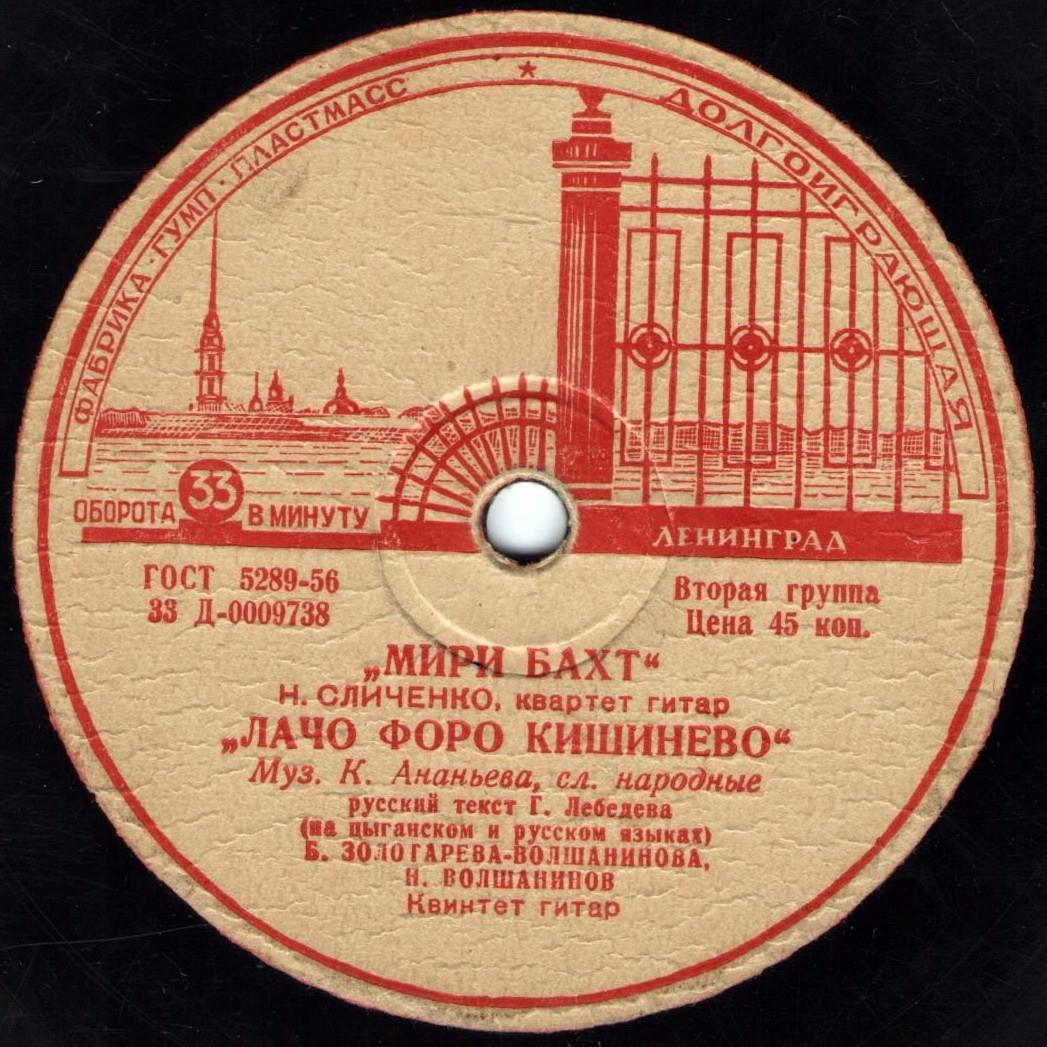 ФАБРИКА · ГУМП · ПЛАСТМАСС
ДОЛГОИГРАЮЩАЯ
ОБОРОТА 33 В МИНУТУ
ЛЕНИНГРАД
ГОСТ 5289-56
33 Д-0009738
Вторая группа
Цена 45 коп.
„МИРИ БАХТ“
Н. СЛИЧЕНКО, квартет гитар
„ЛАЧО ФОРО КИШИНЕВО“
Муз. К. Ананьева, сл. народные
русский текст Г. Лебедева
(на цыганском и русском языках)
Б. ЗОЛОТАРЕВА-ВОЛШАНИНОВА,
Н. ВОЛШАНИНОВ
Квинтет гитар